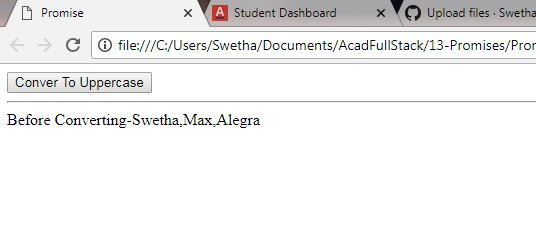 Promise
Student Dashboard
Upload files · Swetha
file:///C:/Users/Swetha/Documents/AcadFullStack/13-Promises/Prom
Conver To Uppercase
Before Converting-Swetha,Max,Alegra